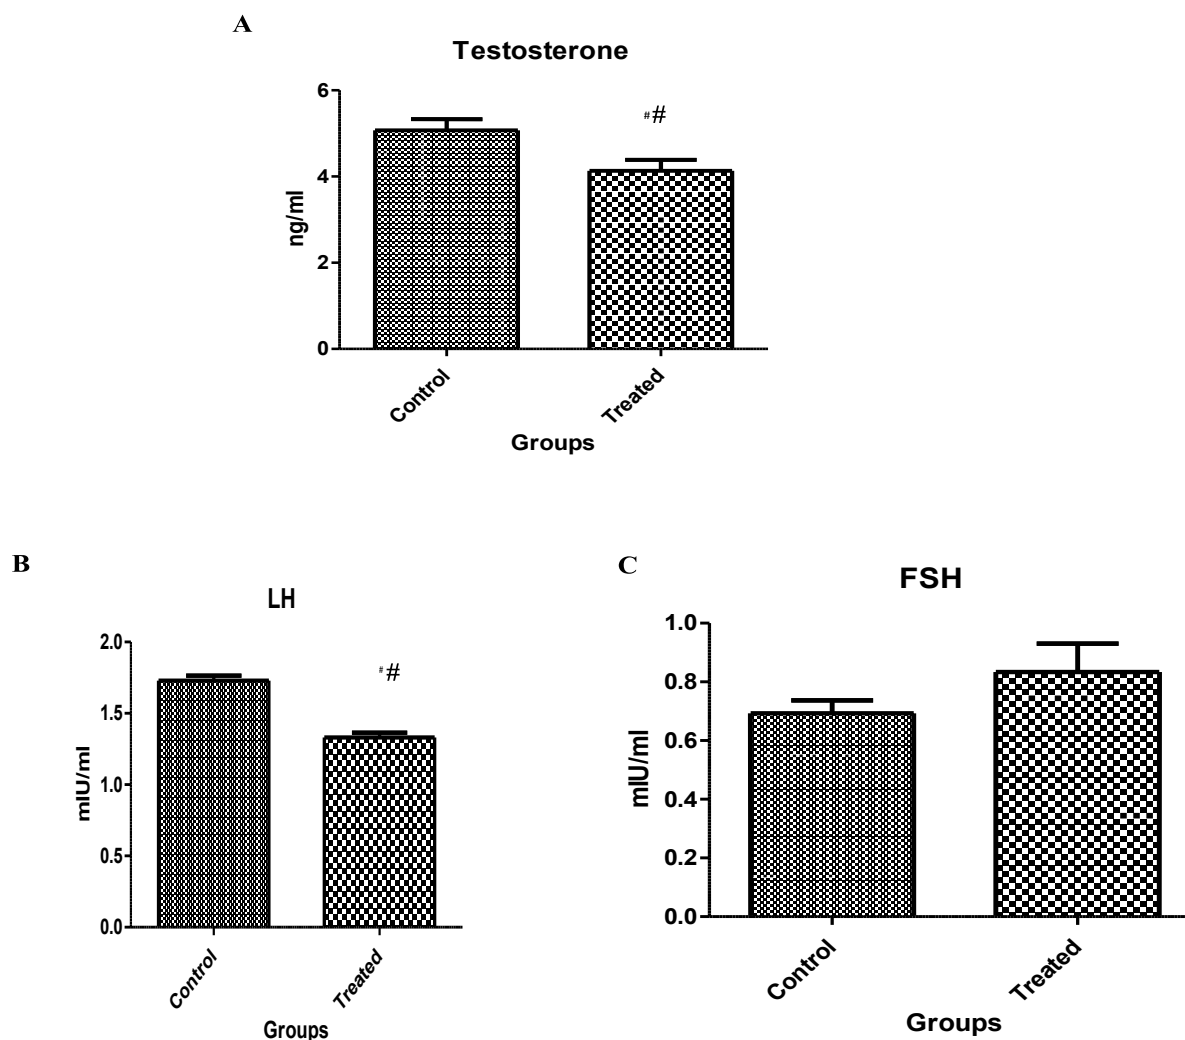 A
Testosterone
6
##
4
2
0
ng/ml
Control
Treated
Groups
B
LH
2.0
##
1.5
1.0
0.5
0.0
mIU/ml
Control
Treated
Groups
C
FSH
1.0
0.8
0.6
0.4
0.2
0.0
mIU/ml
Control
Treated
Groups